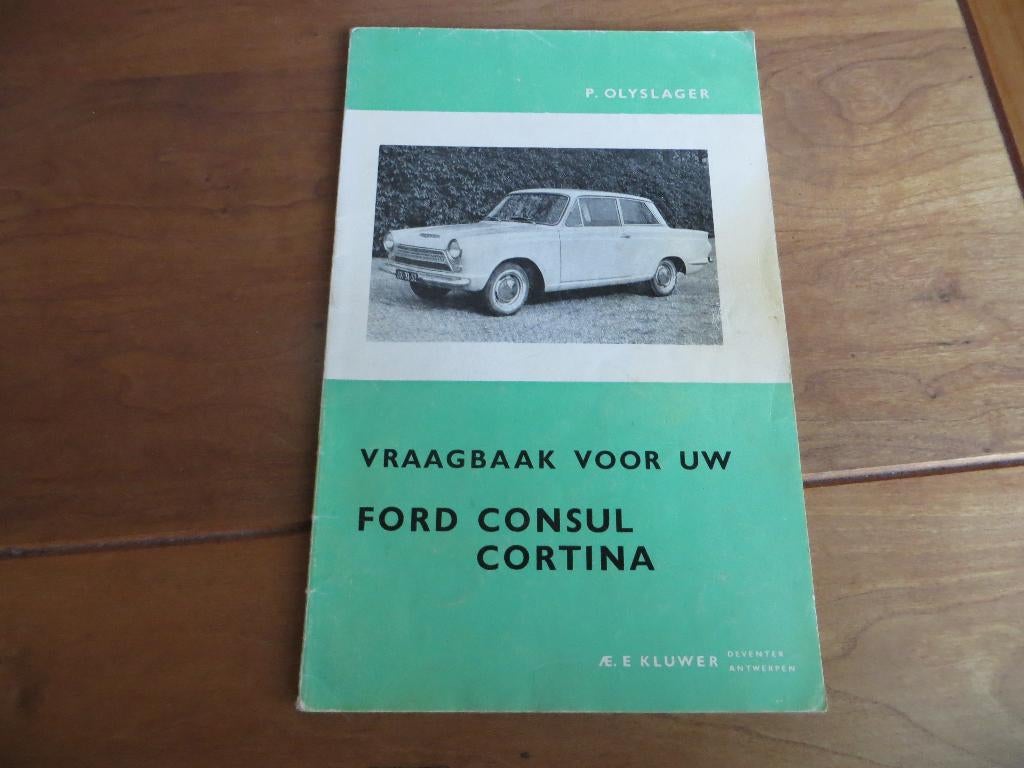 P. OLYSLAGER
VRAAGBAAK VOOR UW
FORD CONSUL
CORTINA
Æ. E KLUWER
DEVENTER
ANTWERPEN